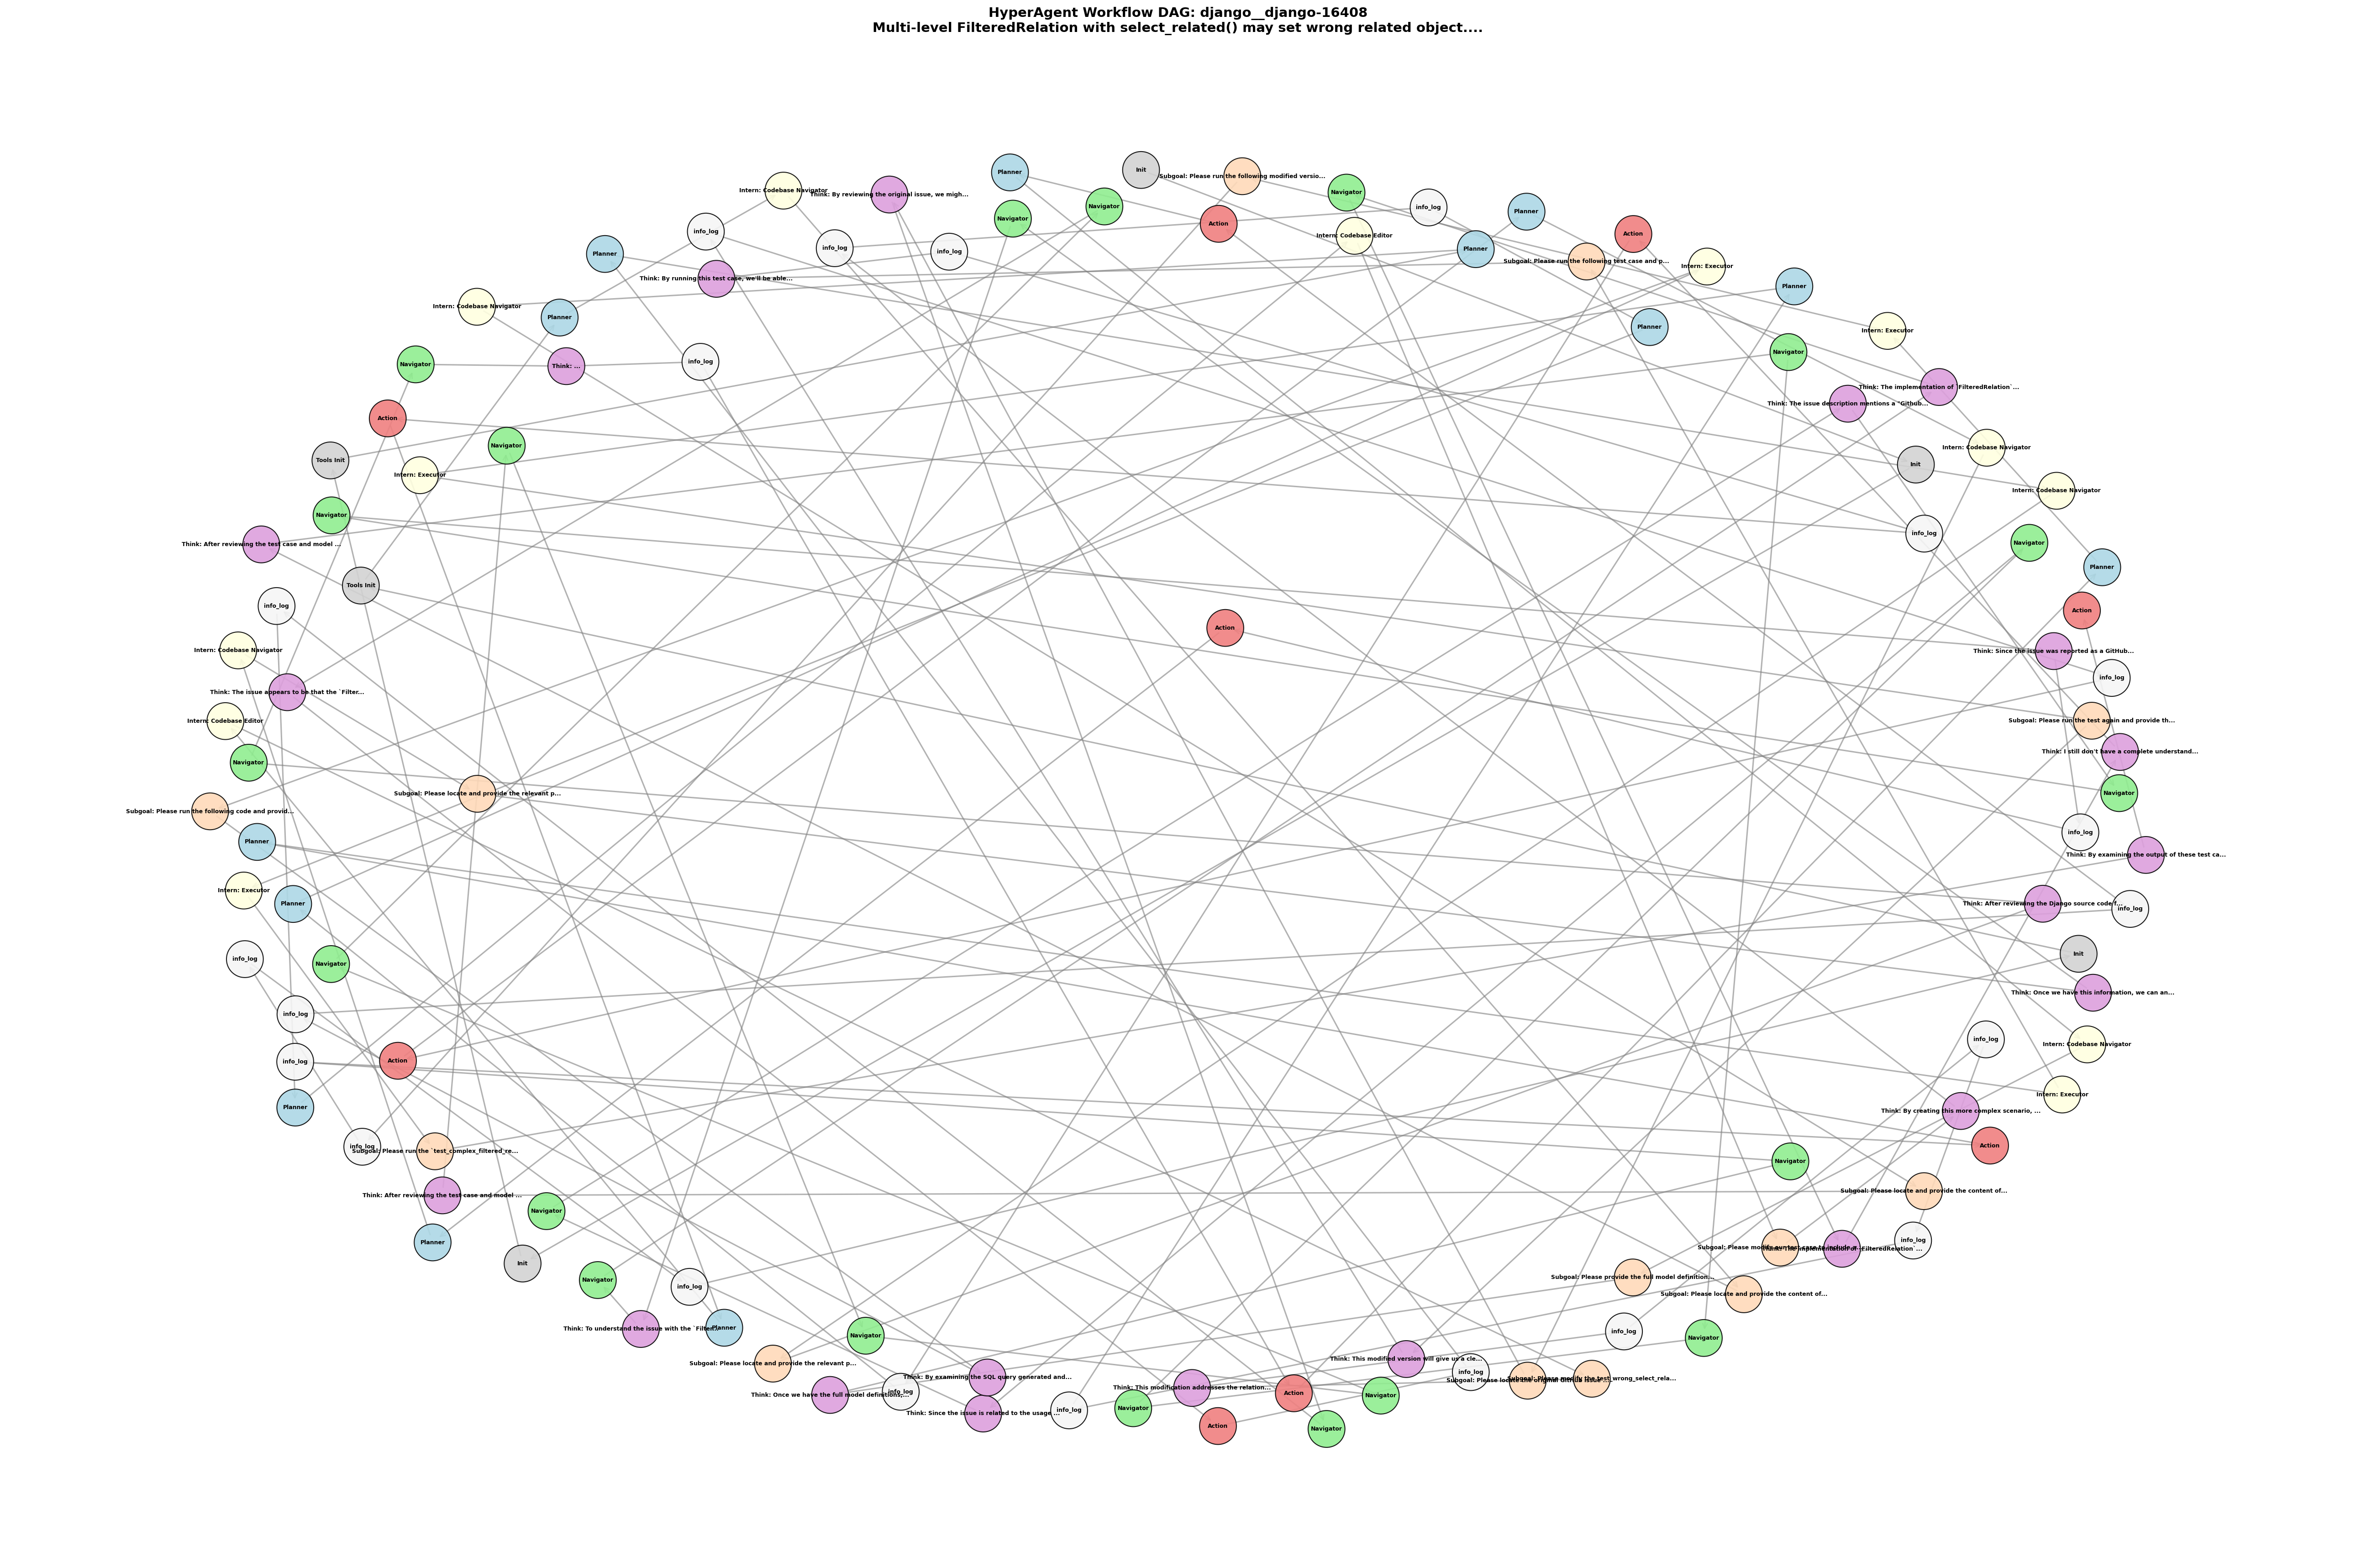 HyperAgent Workflow DAG: django__django-16408
Multi-level FilteredRelation with select_related() may set wrong related object....
Init
Planner
Subgoal: Please run the following modified versio...
Intern: Codebase Navigator
Think: By reviewing the original issue, we migh...
Navigator
Navigator
info_log
Planner
Navigator
Action
info_log
Action
Intern: Codebase Editor
info_log
Planner
info_log
Planner
Subgoal: Please run the following test case and p...
Intern: Executor
Think: By running this test case, we'll be able...
Planner
Intern: Codebase Navigator
Planner
Planner
Intern: Executor
Navigator
info_log
Navigator
Think: ...
Think: The implementation of `FilteredRelation`...
Think: The issue description mentions a "Github...
Action
Navigator
Intern: Codebase Navigator
Tools Init
Init
Intern: Executor
Intern: Codebase Navigator
Navigator
info_log
Navigator
Think: After reviewing the test case and model ...
Planner
Tools Init
info_log
Action
Action
Intern: Codebase Navigator
Think: Since the issue was reported as a GitHub...
info_log
Think: The issue appears to be that the `Filter...
Intern: Codebase Editor
Subgoal: Please run the test again and provide th...
Think: I still don't have a complete understand...
Navigator
Subgoal: Please locate and provide the relevant p...
Navigator
Subgoal: Please run the following code and provid...
info_log
Planner
Think: By examining the output of these test ca...
Intern: Executor
Planner
Think: After reviewing the Django source code f...
info_log
Init
info_log
Navigator
Think: Once we have this information, we can an...
info_log
info_log
Intern: Codebase Navigator
Action
info_log
Intern: Executor
Planner
Think: By creating this more complex scenario, ...
info_log
Action
Subgoal: Please run the `test_complex_filtered_re...
Navigator
Think: After reviewing the test case and model ...
Subgoal: Please locate and provide the content of...
Navigator
Planner
info_log
Subgoal: Please modify our test case to include
Think: The implementation of `FilteredRelation`...
Init
Subgoal: Please provide the full model definition...
Navigator
info_log
Subgoal: Please locate and provide the content of...
Think: To understand the issue with the `Filter...
Planner
info_log
Navigator
Navigator
Subgoal: Please locate and provide the relevant p...
Think: This modified version will give us a cle...
info_log
Think: By examining the SQL query generated and...
Subgoal: Please modify the test_wrong_select_rela...
Subgoal: Please locate the original GitHub issue
Think: This modification addresses the relation...
info_log
Action
Think: Once we have the full model definitions,...
Navigator
Navigator
info_log
Think: Since the issue is related to the usage ...
Action
Navigator